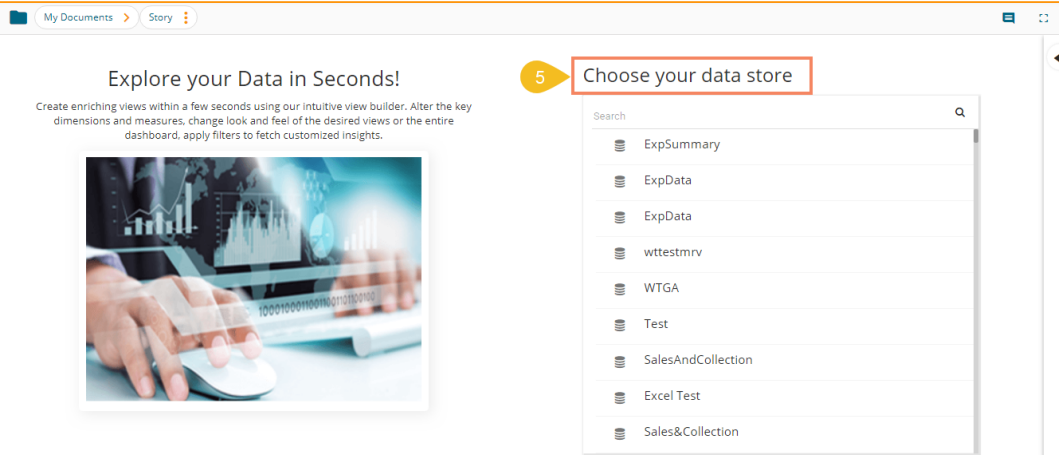 My Documents
Story
Explore your Data in Seconds!
Create enriching views within a few seconds using our intuitive view builder. Alter the key
dimensions and measures, change look and feel of the desired views or the entire
dashboard, apply filters to fetch customized insights.
1000100011001100110110010
5
Choose your data store
Search
ExpSummary
ExpData
ExpData
wttestmrv
WTGA
Test
SalesAndCollection
Excel Test
Sales&Collection